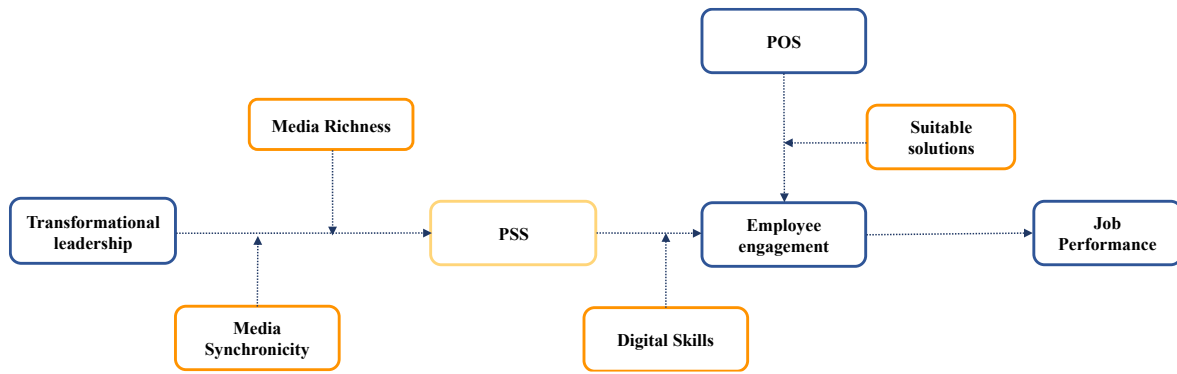 POS
Media Richness
Suitable
solutions
Transformational
leadership
PSS
Employee
engagement
Job
Performance
Media
Synchronicity
Digital Skills